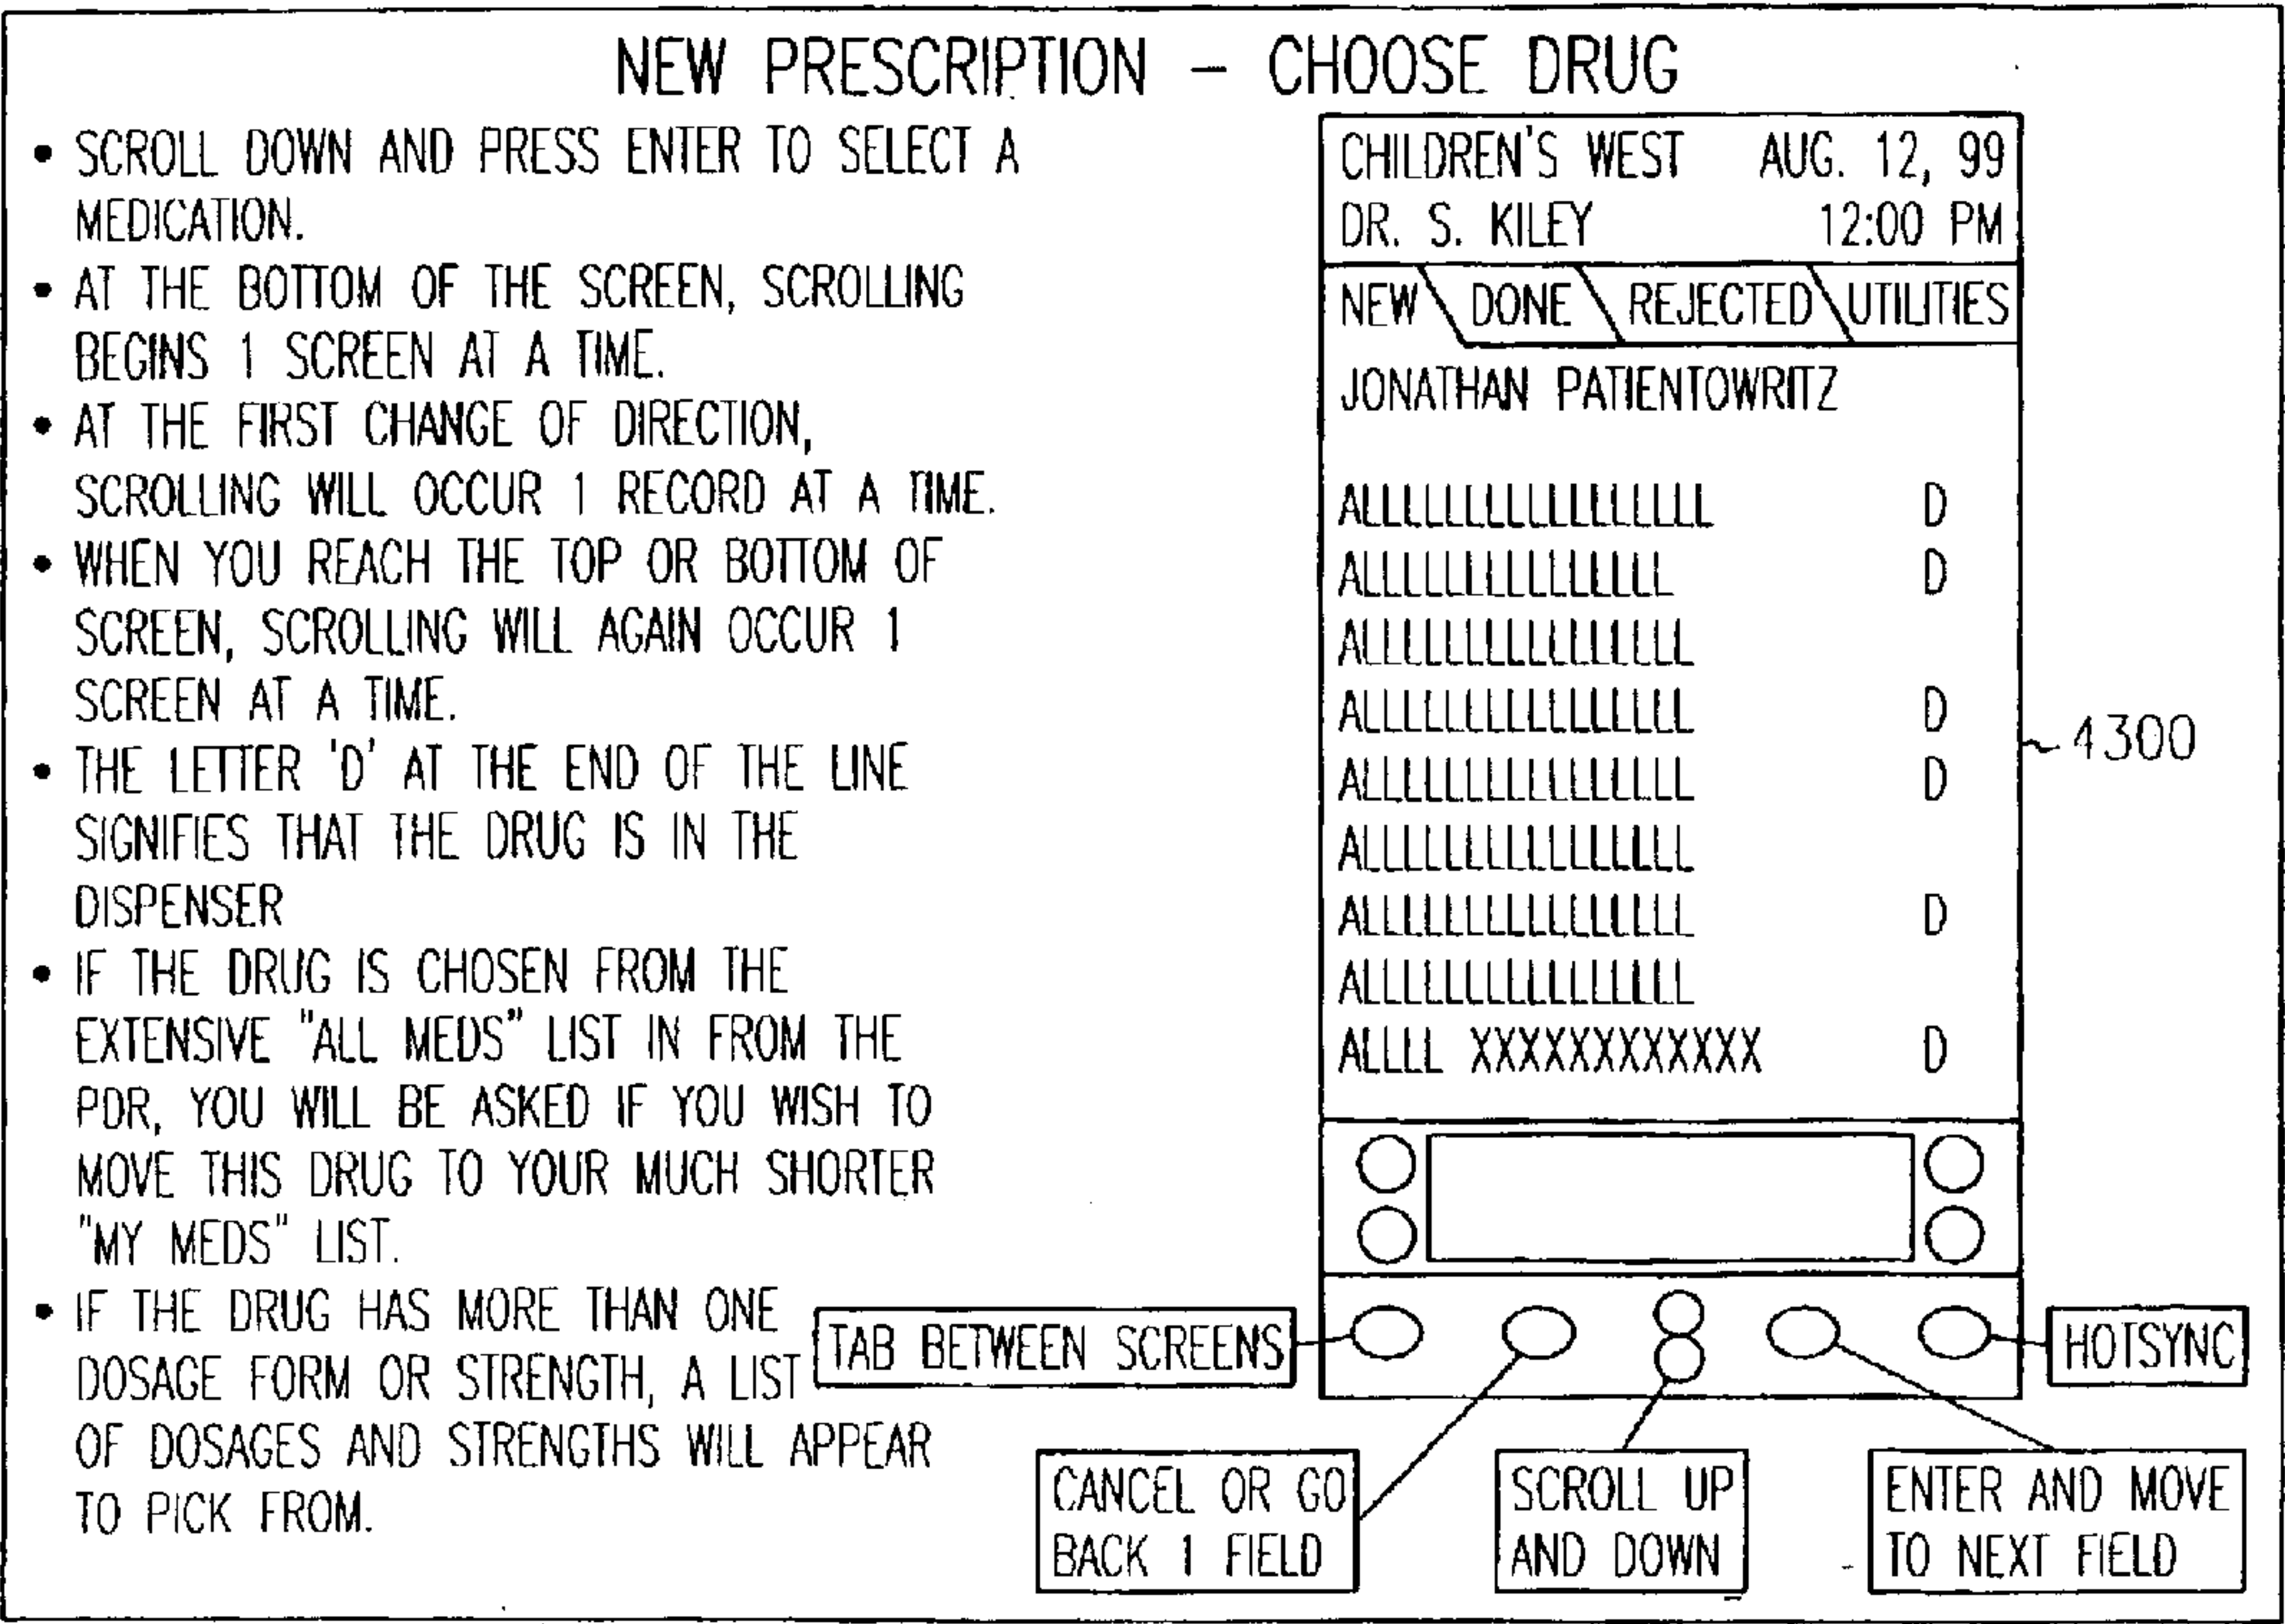 NEW PRESCRIPTION – CHOOSE DRUG
• SCROLL DOWN AND PRESS ENTER TO SELECT A
MEDICATION.
• AT THE BOTTOM OF THE SCREEN, SCROLLING
BEGINS 1 SCREEN AT A TIME.
• AT THE FIRST CHANGE OF DIRECTION,
SCROLLING WILL OCCUR 1 RECORD AT A TIME.
• WHEN YOU REACH THE TOP OR BOTTOM OF
SCREEN, SCROLLING WILL AGAIN OCCUR 1
SCREEN AT A TIME.
• THE LETTER 'D' AT THE END OF THE LINE
SIGNIFIES THAT THE DRUG IS IN THE
DISPENSER
• IF THE DRUG IS CHOSEN FROM THE
EXTENSIVE "ALL MEDS" LIST IN FROM THE
PDR, YOU WILL BE ASKED IF YOU WISH TO
MOVE THIS DRUG TO YOUR MUCH SHORTER
"MY MEDS" LIST.
• IF THE DRUG HAS MORE THAN ONE
DOSAGE FORM OR STRENGTH, A LIST
OF DOSAGES AND STRENGTHS WILL APPEAR
TO PICK FROM.
CHILDREN'S WEST AUG. 12, 99
DR. S. KILEY 12:00 PM
NEW DONE REJECTED UTILITIES
JONATHAN PATIENTOWRITZ
ALLLLLLLLLLLLLLLLL D
ALLLLLLLLLLLLLLL D
ALLLLLLLLLLLLLLLL
ALLLLLLLLLLLLLLLL D
ALLLLLLLLLLLLLLLL D
ALLLLLLLLLLLLLLLL
ALLLLLLLLLLLLLLLL D
ALLLLLLLLLLLLLLLL
ALLLL XXXXXXXXXXXX D
4300
TAB BETWEEN SCREENS
HOTSYNC
CANCEL OR GO
BACK 1 FIELD
SCROLL UP
AND DOWN
ENTER AND MOVE
TO NEXT FIELD